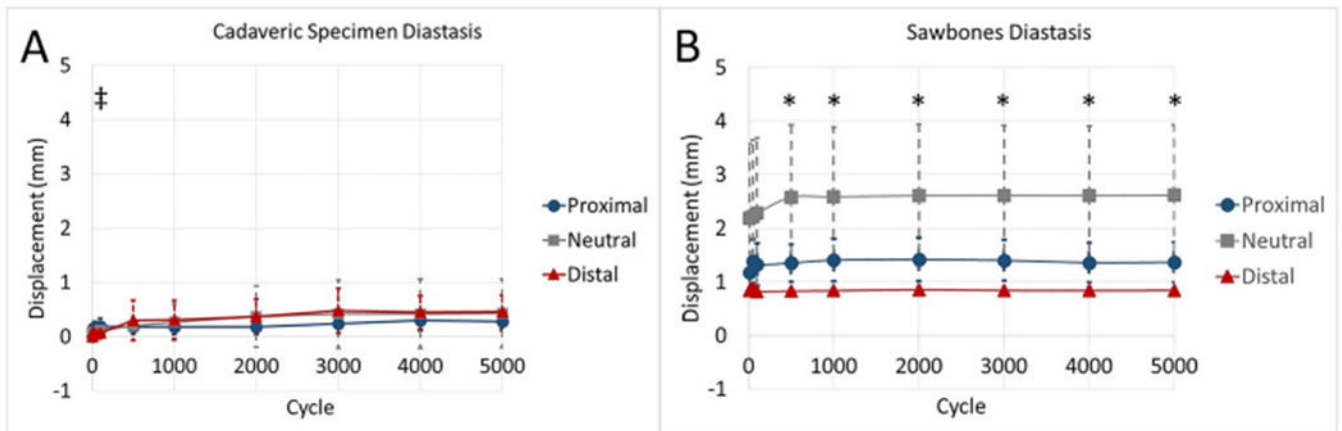 A
Cadaveric Specimen Diastasis
5
4
3
2
1
0
-1
‡
Displacement (mm)
0 1000 2000 3000 4000 5000
Cycle
Proximal
Neutral
Distal
B
Sawbones Diastasis
5
4
3
2
1
0
-1
* * * * * *
Displacement (mm)
0 1000 2000 3000 4000 5000
Cycle
Proximal
Neutral
Distal